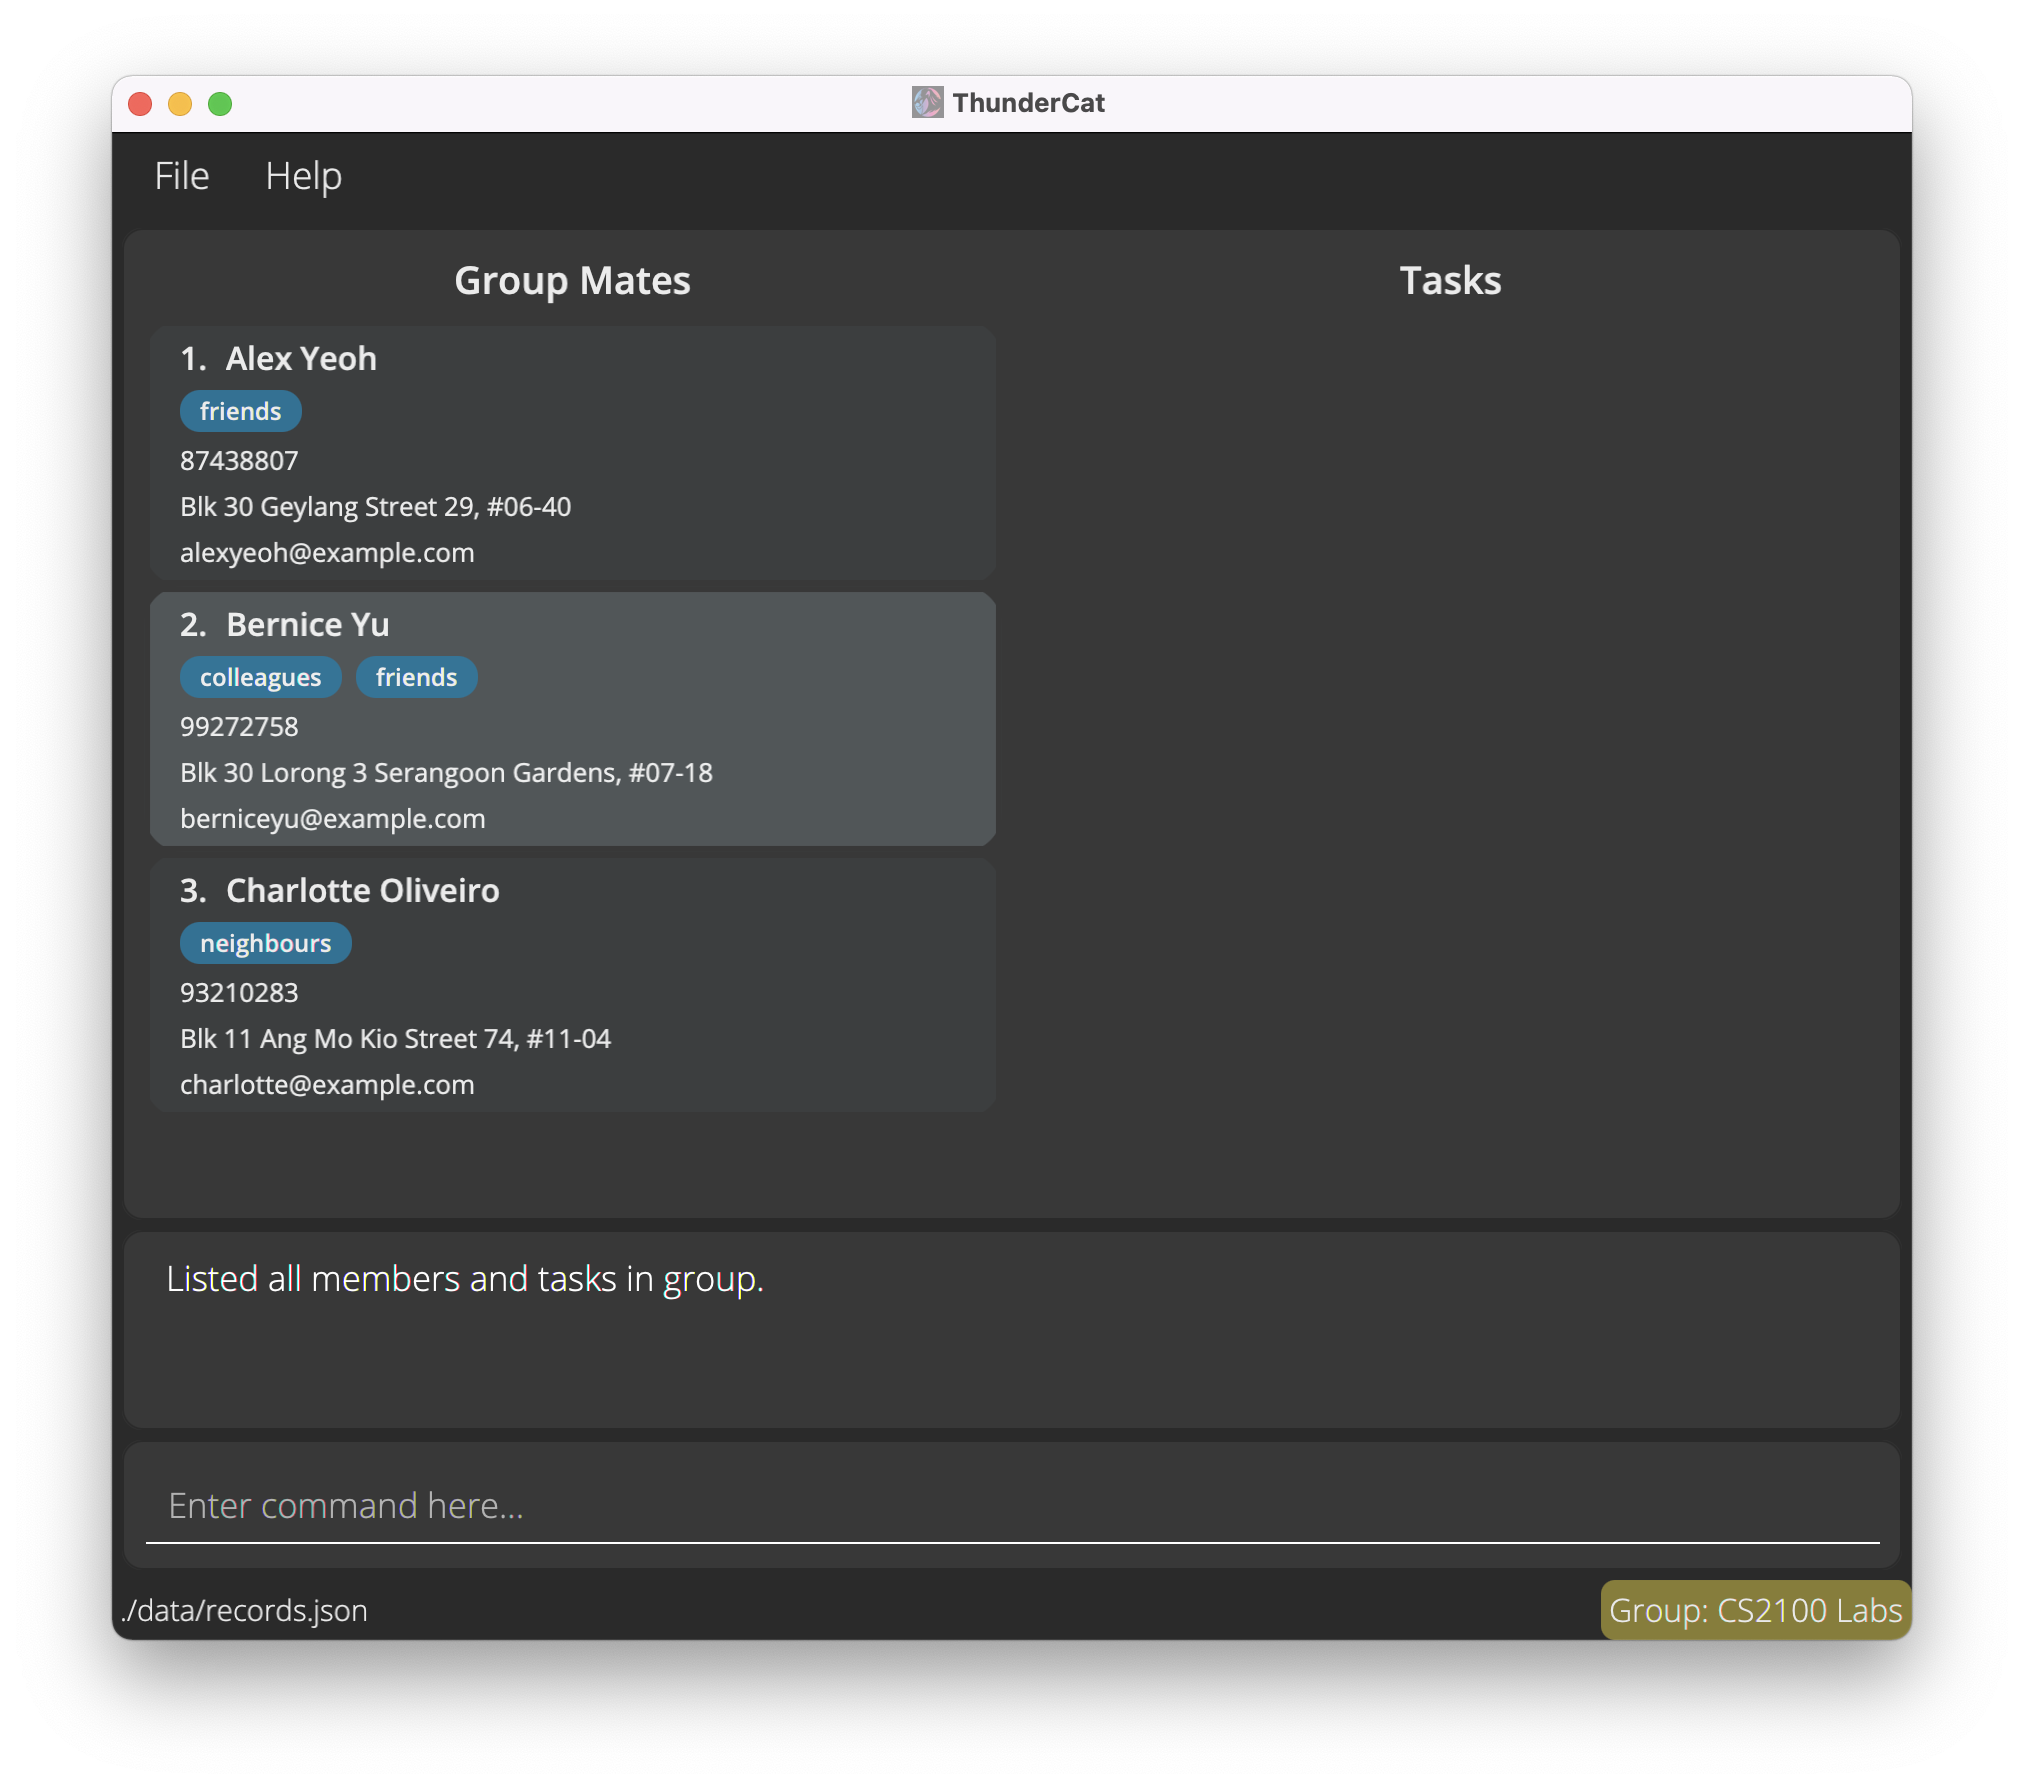 ThunderCat
File Help
Group Mates
Tasks
1. Alex Yeoh
friends
87438807
Blk 30 Geylang Street 29, #06-40
alexyeoh@example.com
2. Bernice Yu
colleagues friends
99272758
Blk 30 Lorong 3 Serangoon Gardens, #07-18
berniceyu@example.com
3. Charlotte Oliveiro
neighbours
93210283
Blk 11 Ang Mo Kio Street 74, #11-04
charlotte@example.com
Listed all members and tasks in group.
Enter command here...
./data/records.json
Group: CS2100 Labs